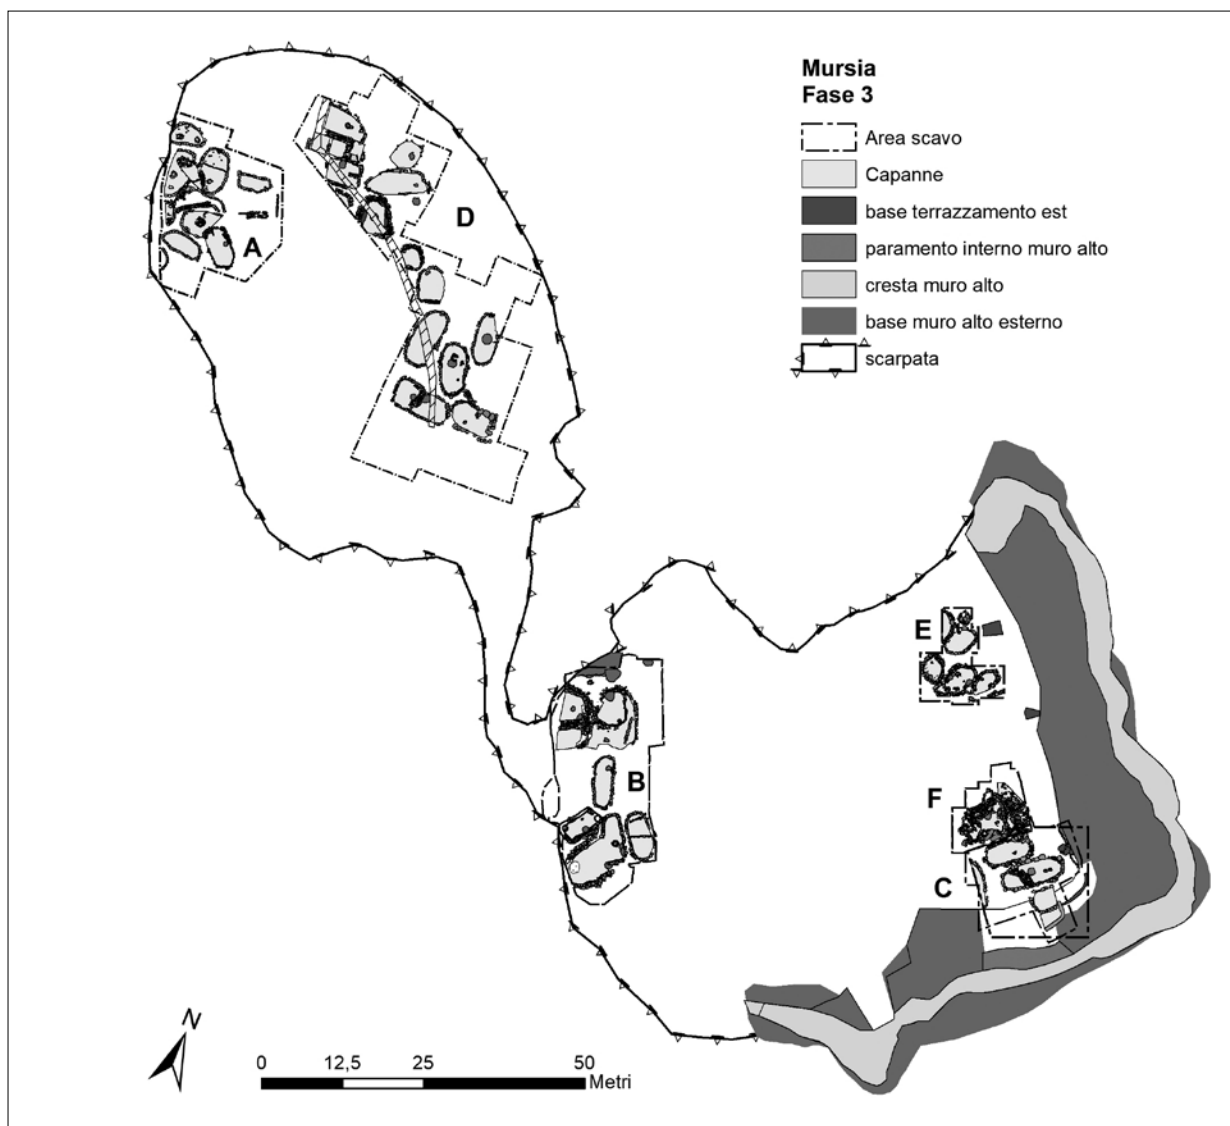 Mursia
Fase 3
Area scavo
Capanne
base terrazzamento est
paramento interno muro alto
cresta muro alto
base muro alto esterno
scarpata
A
D
E
B
F
C
N
0 12,5 25 50
Metri